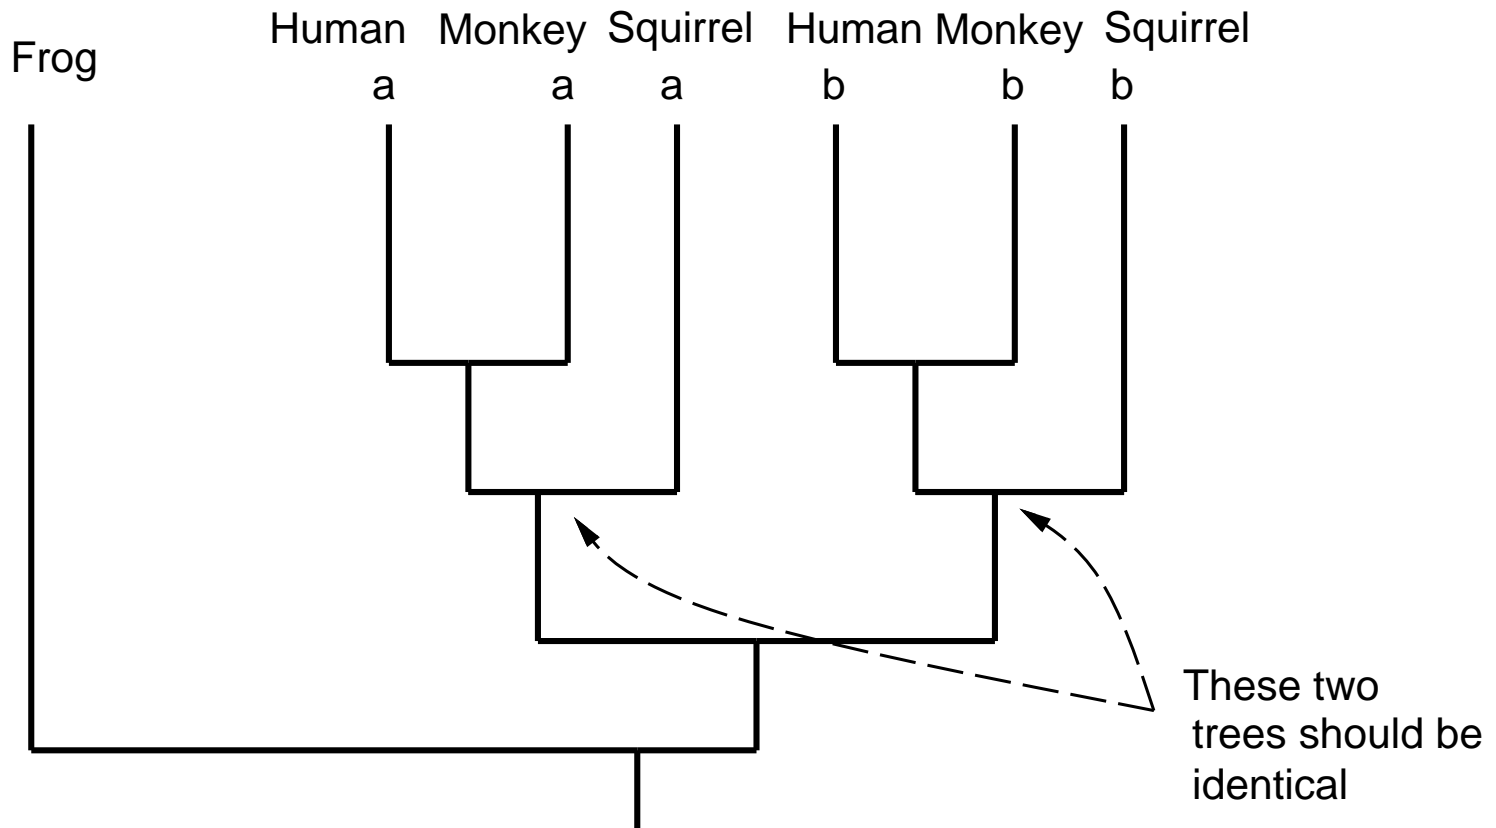 Frog
Human Monkey Squirrel Human Monkey Squirrel
a a a b b b
These two
trees should be
identical